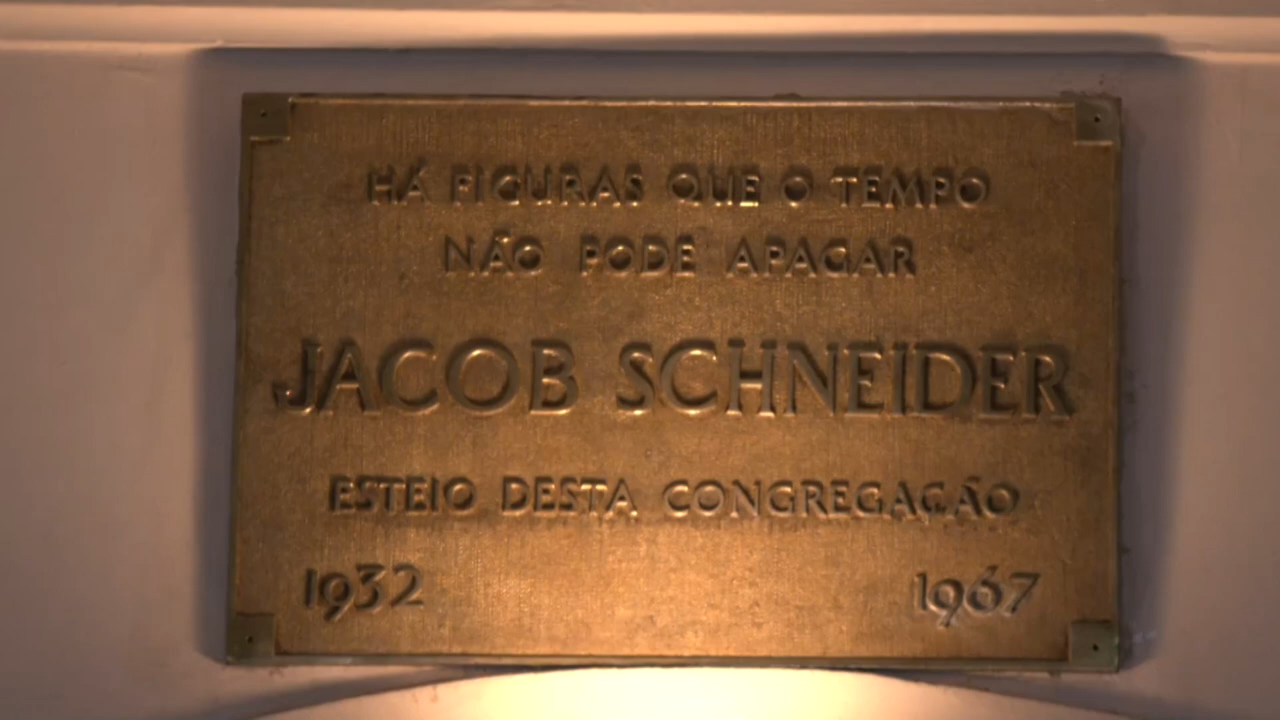 HÁ FIGURAS QUE O TEMPO
NÃO PODE APAGAR
JACOB SCHNEIDER
ESTEIO DESTA CONGREGAÇÃO
1932 1967